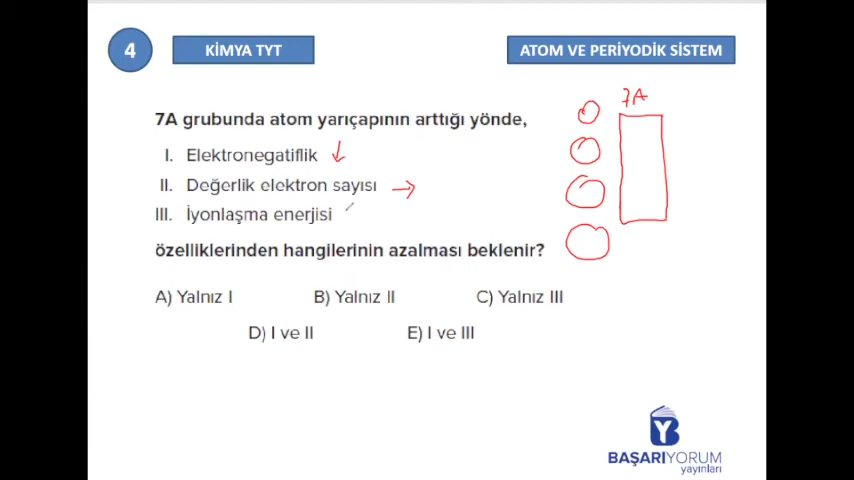 4
KİMYA TYT
ATOM VE PERİYODİK SİSTEM
7A
7A grubunda atom yarıçapının arttığı yönde,
I. Elektronegatiflik
II. Değerlik elektron sayısı
III. İyonlaşma enerjisi
özelliklerinden hangilerinin azalması beklenir?
A) Yalnız I B) Yalnız II C) Yalnız III
D) I ve II E) I ve III
BAŞARIYORUM
yayınları